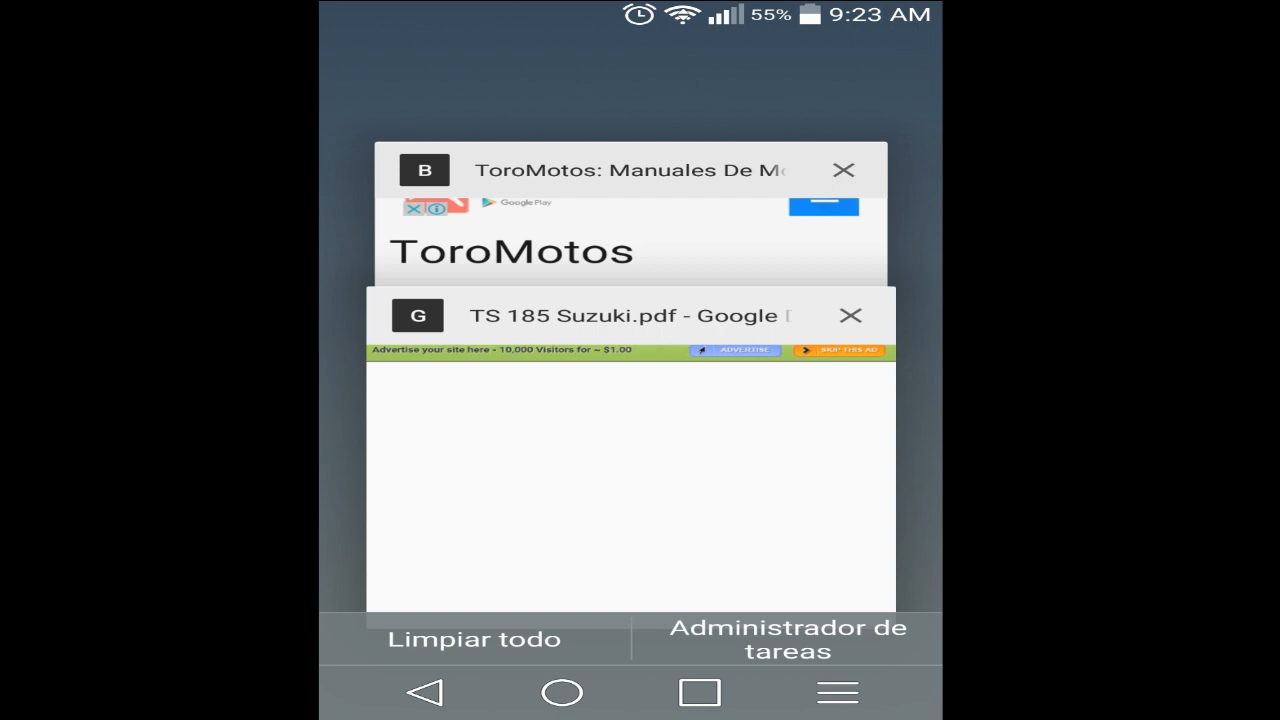 55% 9:23 AM
B ToroMotos: Manuales De
Google Play
ToroMotos
G TS 185 Suzuki.pdf - Google
Advertise your site here - 10,000 Visitors for ~ $1.00 ADVERTISE SKIP THIS AD
Limpiar todo
Administrador de
tareas